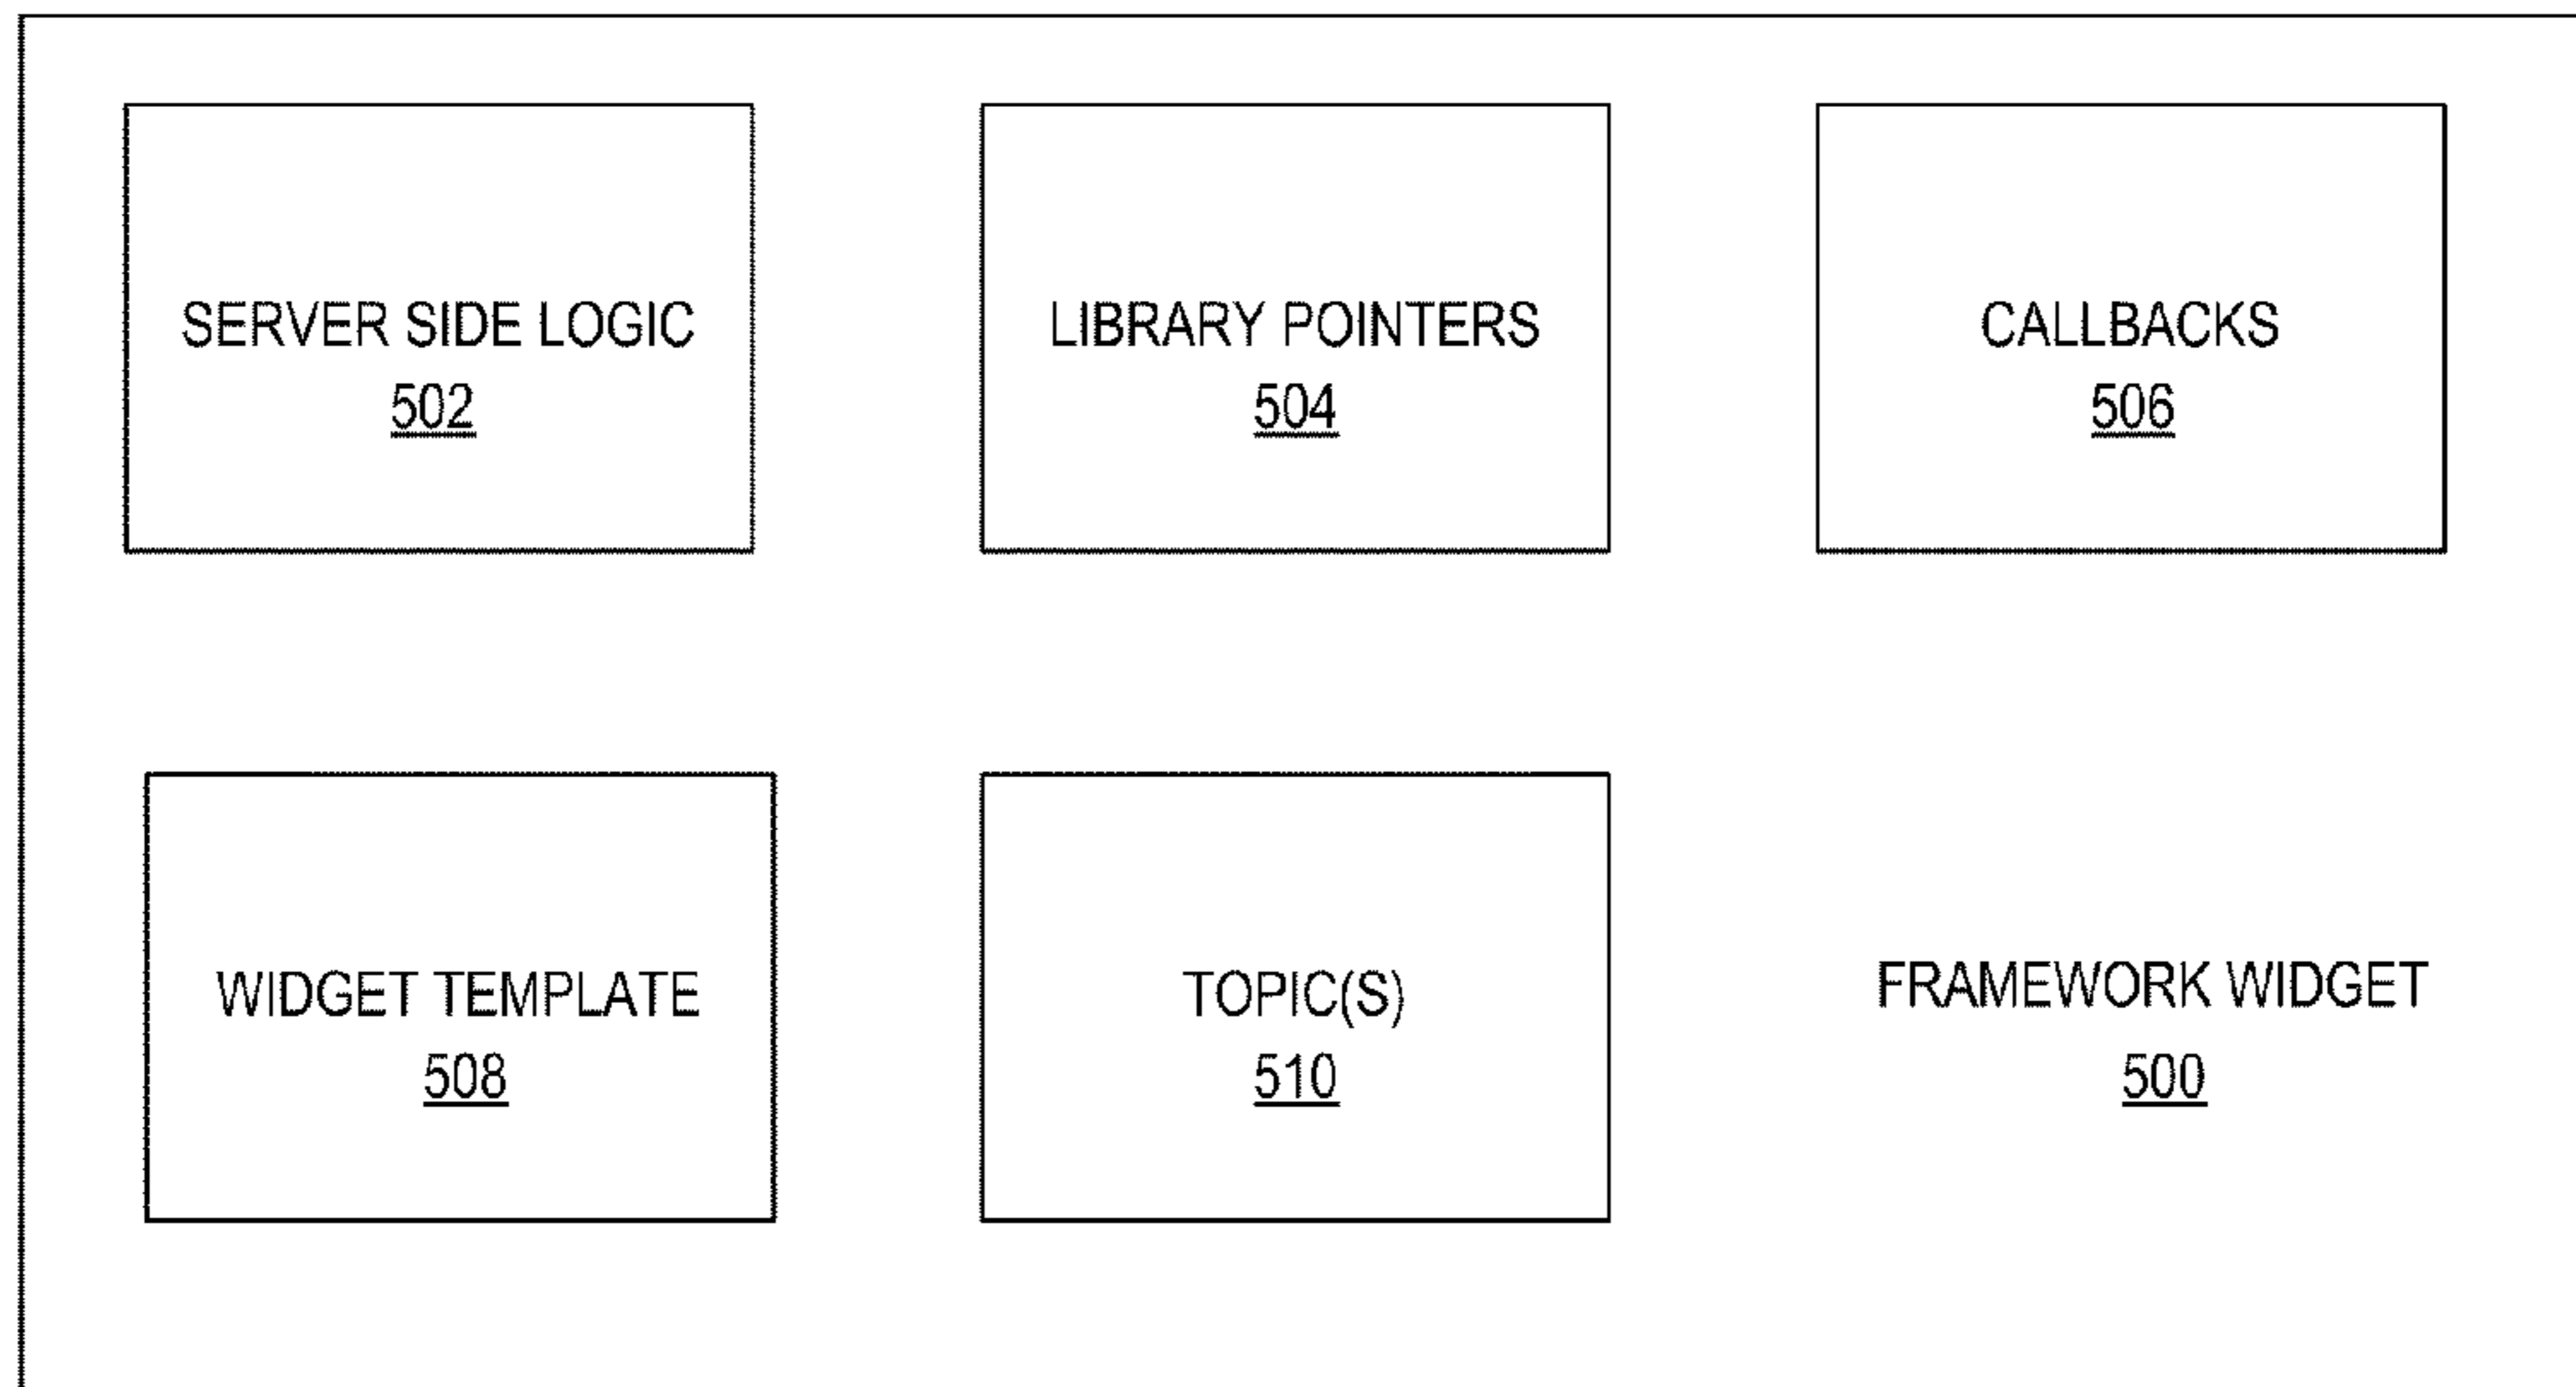 SERVER SIDE LOGIC
502
LIBRARY POINTERS
504
CALLBACKS
506
WIDGET TEMPLATE
508
TOPIC(S)
510
FRAMEWORK WIDGET
500